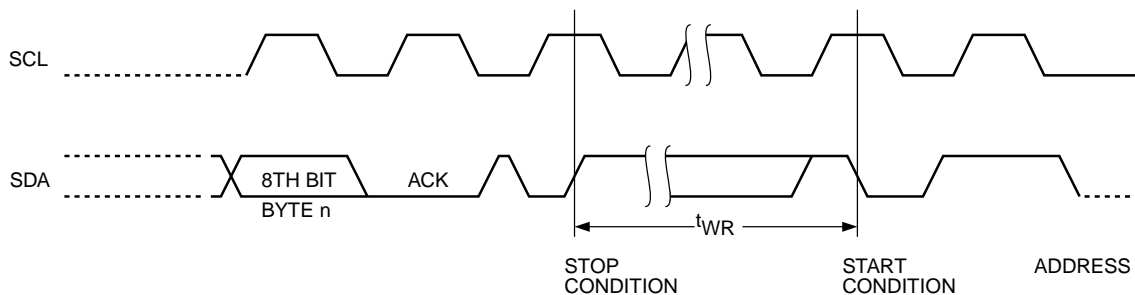 SCL
SDA
8TH BIT
BYTE n
ACK
tWR
STOP
CONDITION
START
CONDITION
ADDRESS